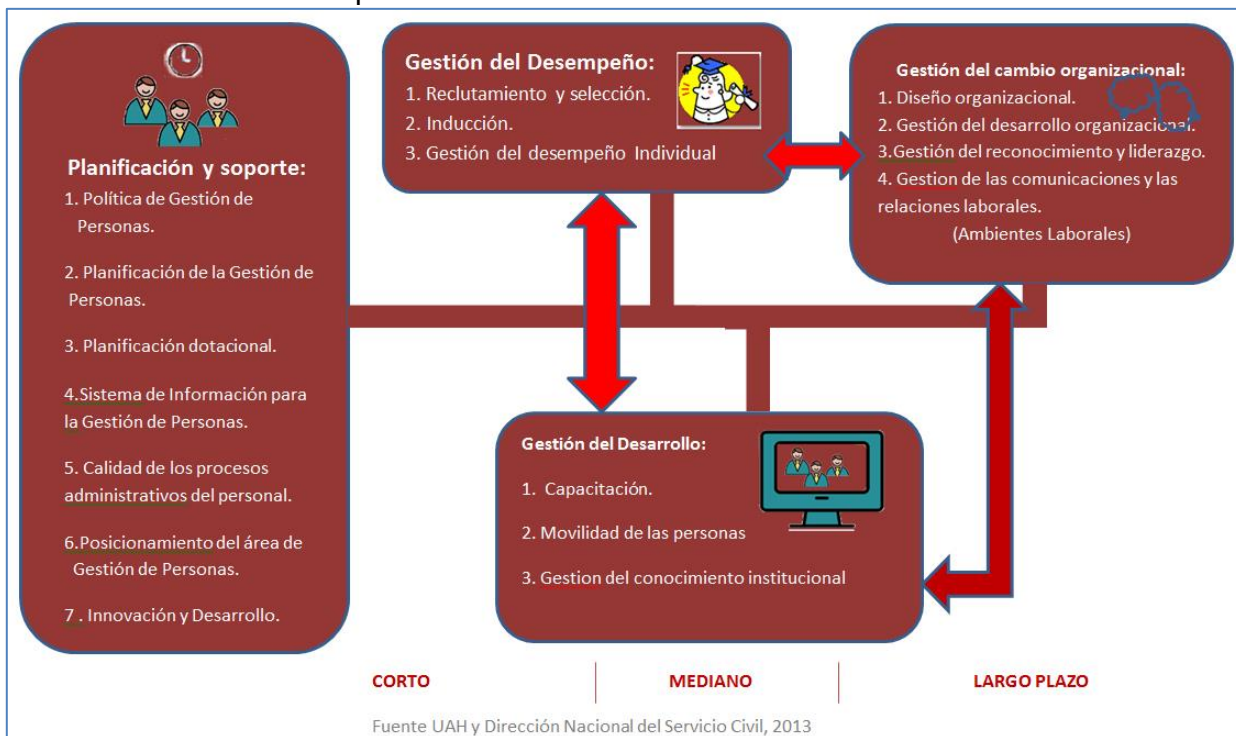 Planificación y soporte:
1. Política de Gestión de
Personas.
2. Planificación de la Gestión de
Personas.
3. Planificación dotacional.
4.Sistema de Información para
la Gestión de Personas.
5. Calidad de los procesos
administrativos del personal.
6.Posicionamiento del área de
Gestión de Personas.
7 . Innovación y Desarrollo.
Gestión del Desempeño:
1. Reclutamiento y selección.
2. Inducción.
3. Gestión del desempeño Individual
Gestión del cambio organizacional:
1. Diseño organizacional.
2. Gestión del desarrollo organizacional.
3.Gestión del reconocimiento y liderazgo.
4. Gestion de las comunicaciones y las
relaciones laborales.
(Ambientes Laborales)
Gestión del Desarrollo:
1. Capacitación.
2. Movilidad de las personas
3. Gestion del conocimiento institucional
CORTO
MEDIANO
LARGO PLAZO
Fuente UAH y Dirección Nacional del Servicio Civil, 2013